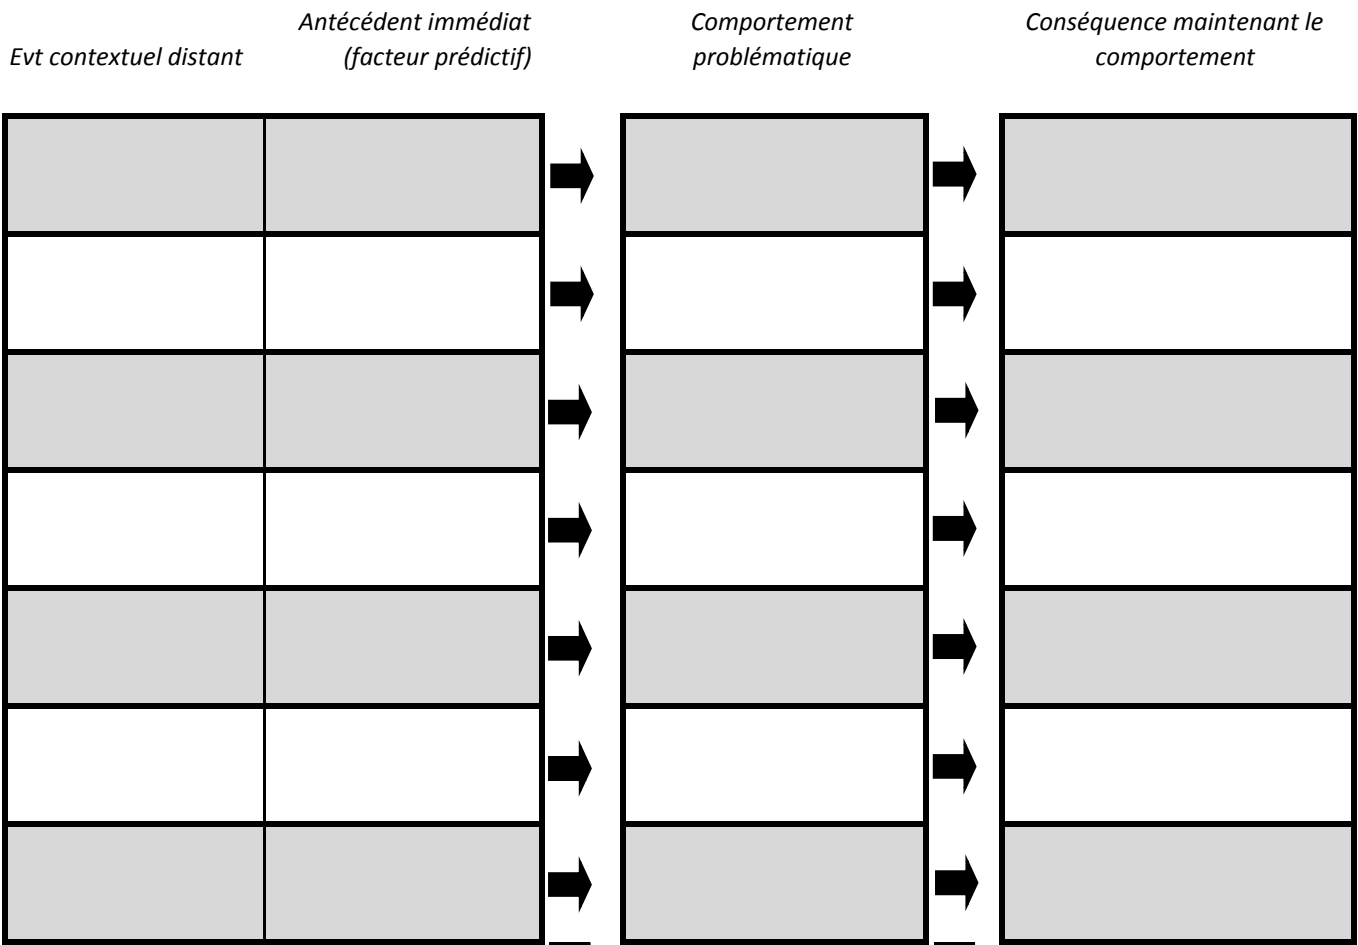 Evt contextuel distant
Antécédent immédiat
(facteur prédictif)
Comportement
problématique
Conséquence maintenant le
comportement